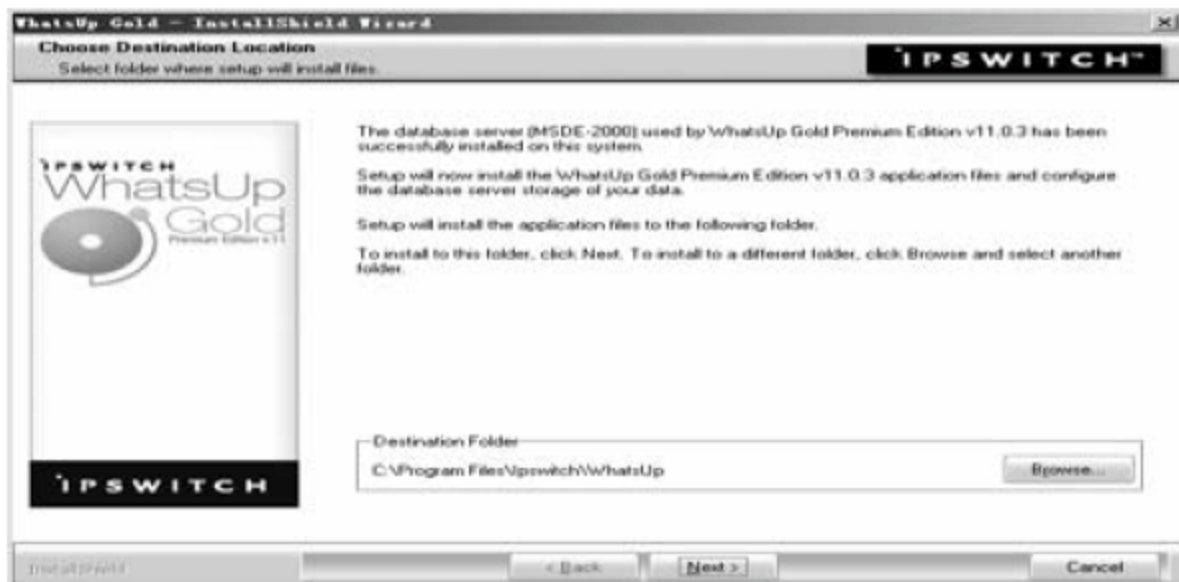 WhatsUp Gold - InstallShield Wizard
Choose Destination Location
Select folder where setup will install files.
ipswitch™
The database server (MSDE-2000) used by WhatsUp Gold Premium Edition v11.0.3 has been
successfully installed on this system.
Setup will now install the WhatsUp Gold Premium Edition v11.0.3 application files and configure
the database server storage of your data.
Setup will install the application files to the following folder.
To install to this folder, click Next. To install to a different folder, click Browse and select another
folder.
ipswitch
WhatsUp
Gold
Premium Edition v11
ipswitch
Destination Folder
C:\Program Files\Ipswitch\WhatsUp
Browse...
InstallShield
< Back
Next >
Cancel